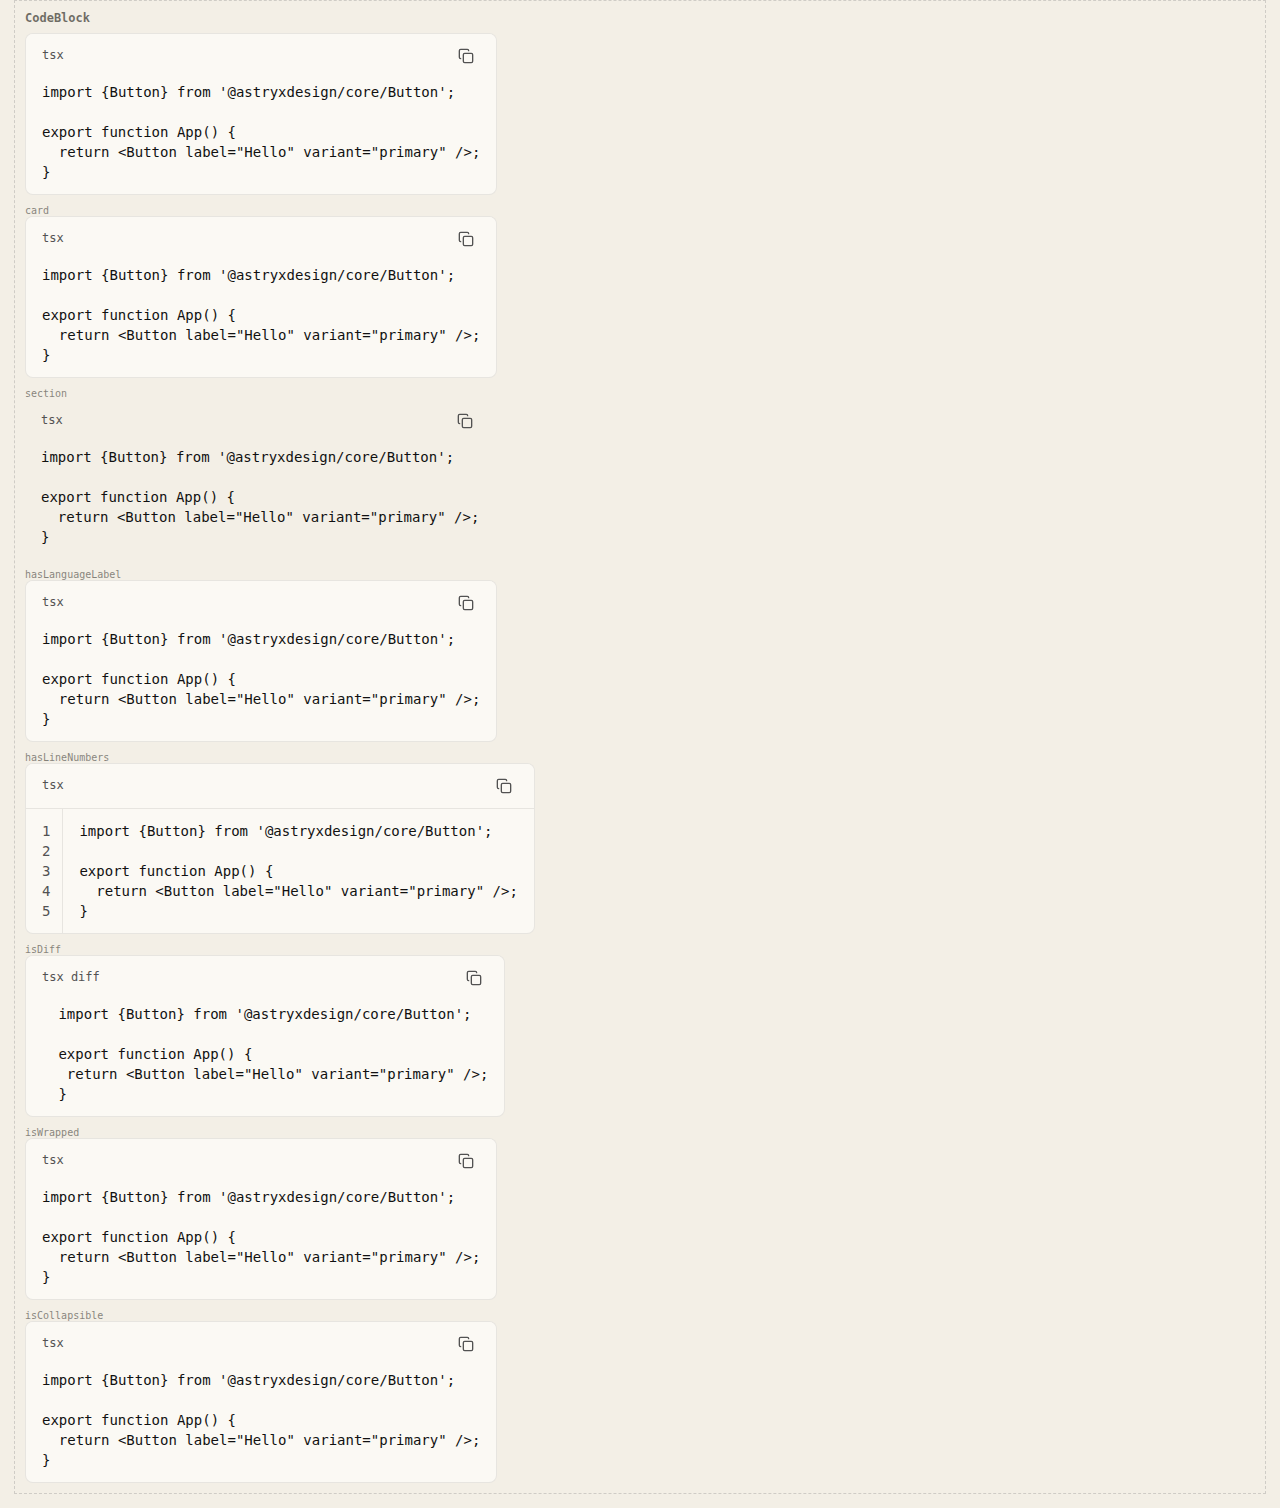 CodeBlock
tsx
import {Button} from '@astryxdesign/core/Button';

export function App() {
  return <Button label="Hello" variant="primary" />;
}
card
tsx
import {Button} from '@astryxdesign/core/Button';

export function App() {
  return <Button label="Hello" variant="primary" />;
}
section
tsx
import {Button} from '@astryxdesign/core/Button';

export function App() {
  return <Button label="Hello" variant="primary" />;
}
hasLanguageLabel
tsx
import {Button} from '@astryxdesign/core/Button';

export function App() {
  return <Button label="Hello" variant="primary" />;
}
hasLineNumbers
tsx
1 import {Button} from '@astryxdesign/core/Button';
2
3 export function App() {
4   return <Button label="Hello" variant="primary" />;
5 }
isDiff
tsx diff
import {Button} from '@astryxdesign/core/Button';

export function App() {
 return <Button label="Hello" variant="primary" />;
}
isWrapped
tsx
import {Button} from '@astryxdesign/core/Button';

export function App() {
  return <Button label="Hello" variant="primary" />;
}
isCollapsible
tsx
import {Button} from '@astryxdesign/core/Button';

export function App() {
  return <Button label="Hello" variant="primary" />;
}